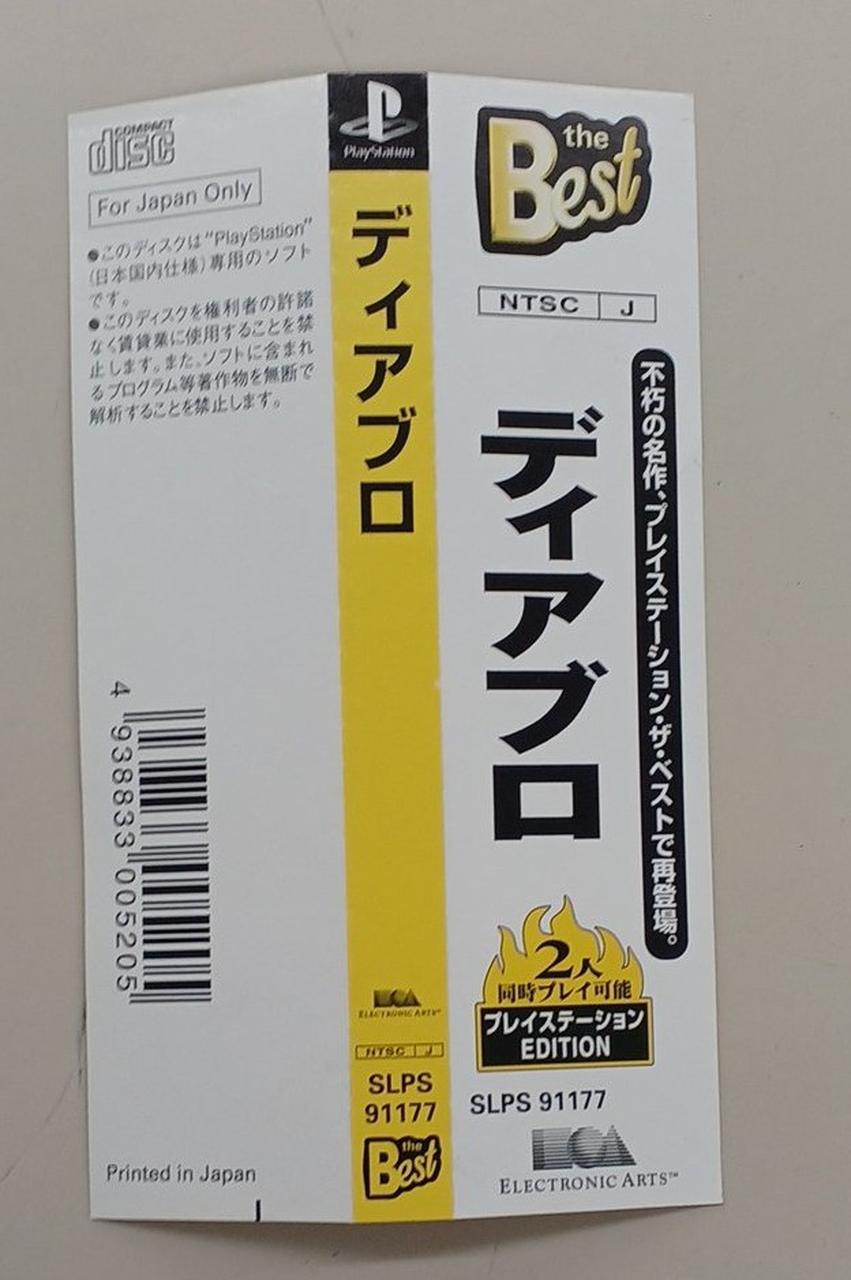 COMPACT
disc
For Japan Only
●このディスクは“PlayStation”
(日本国内仕様)専用のソフト
です。
●このディスクを権利者の許諾
なく賃貸業に使用することを禁
止します。また、ソフトに含まれ
るプログラム等著作物を無断で
解析することを禁止します。
4 938833 005205
Printed in Japan
PlayStation
ディアブロ
ELECTRONIC ARTS™
NTSC J
SLPS
91177
the
Best
the
Best
NTSC J
不朽の名作、プレイステーション・ザ・ベストで再登場。
ディアブロ
2人
同時プレイ可能
プレイステーション
EDITION
SLPS 91177
ELECTRONIC ARTS™